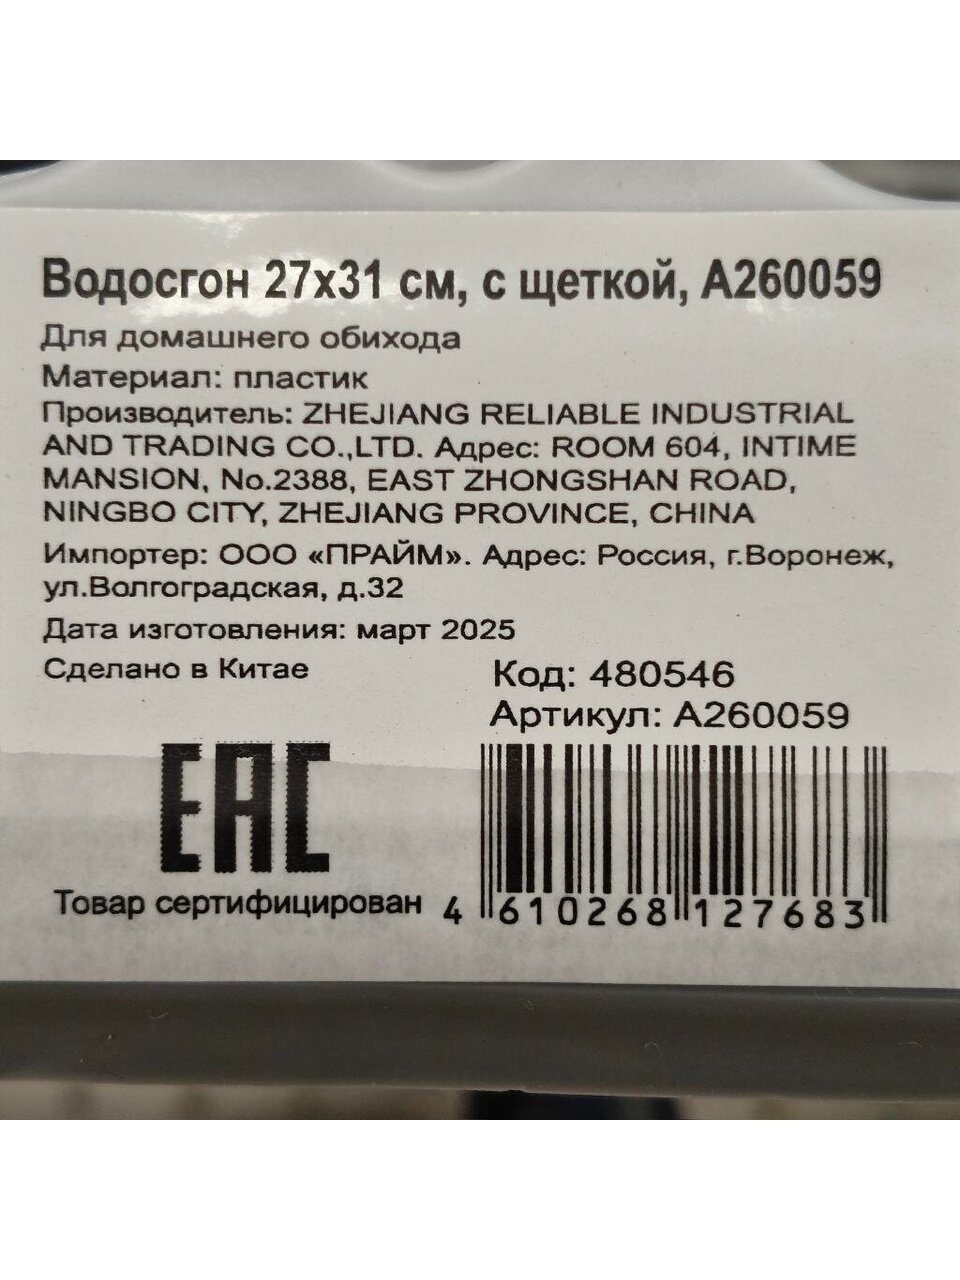 Водосгон 27х31 см, с щеткой, А260059
Для домашнего обихода
Материал: пластик
Производитель: ZHEJIANG RELIABLE INDUSTRIAL
AND TRADING CO.,LTD. Адрес: ROOM 604, INTIME
MANSION, No.2388, EAST ZHONGSHAN ROAD,
NINGBO CITY, ZHEJIANG PROVINCE, CHINA
Импортер: ООО «ПРАЙМ». Адрес: Россия, г.Воронеж,
ул.Волгоградская, д.32
Дата изготовления: март 2025
Сделано в Китае
Код: 480546
Артикул: А260059
EAC
Товар сертифицирован
4 610268 127683